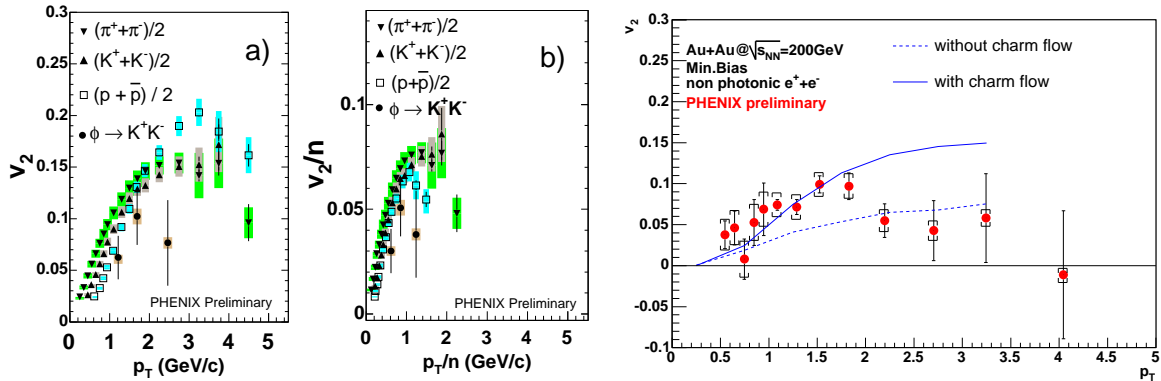 (π⁺+π⁻)/2
(K⁺+K⁻)/2
(p + p̅) / 2
ϕ → K⁺K⁻
a)
v₂
0.3
0.25
0.2
0.15
0.1
0.05
0
0 1 2 3 4 5
p_T (GeV/c)
PHENIX Preliminary
(π⁺+π⁻)/2
(K⁺+K⁻)/2
(p+p̅)/2
ϕ → K⁺K⁻
b)
v₂/n
0.1
0.05
0
0 1 2 3 4 5
p_T/n (GeV/c)
PHENIX Preliminary
v₂
0.3
0.25
0.2
0.15
0.1
0.05
0
-0.05
-0.1
Au+Au@√s_NN=200GeV
Min.Bias
non photonic e⁺+e⁻
PHENIX preliminary
without charm flow
with charm flow
0 0.5 1 1.5 2 2.5 3 3.5 4 4.5 5
p_T